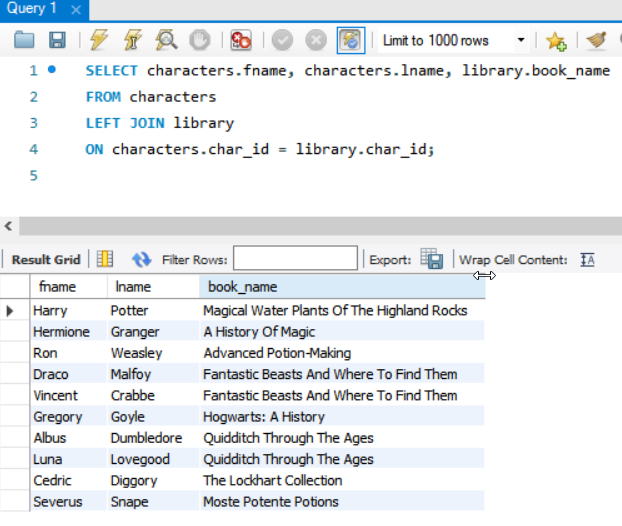 Query 1
Limit to 1000 rows
1 SELECT characters.fname, characters.lname, library.book_name
2 FROM characters
3 LEFT JOIN library
4 ON characters.char_id = library.char_id;
5
Result Grid Filter Rows: Export: Wrap Cell Content:
fname lname book_name
Harry Potter Magical Water Plants Of The Highland Rocks
Hermione Granger A History Of Magic
Ron Weasley Advanced Potion-Making
Draco Malfoy Fantastic Beasts And Where To Find Them
Vincent Crabbe Fantastic Beasts And Where To Find Them
Gregory Goyle Hogwarts: A History
Albus Dumbledore Quidditch Through The Ages
Luna Lovegood Quidditch Through The Ages
Cedric Diggory The Lockhart Collection
Severus Snape Moste Potente Potions